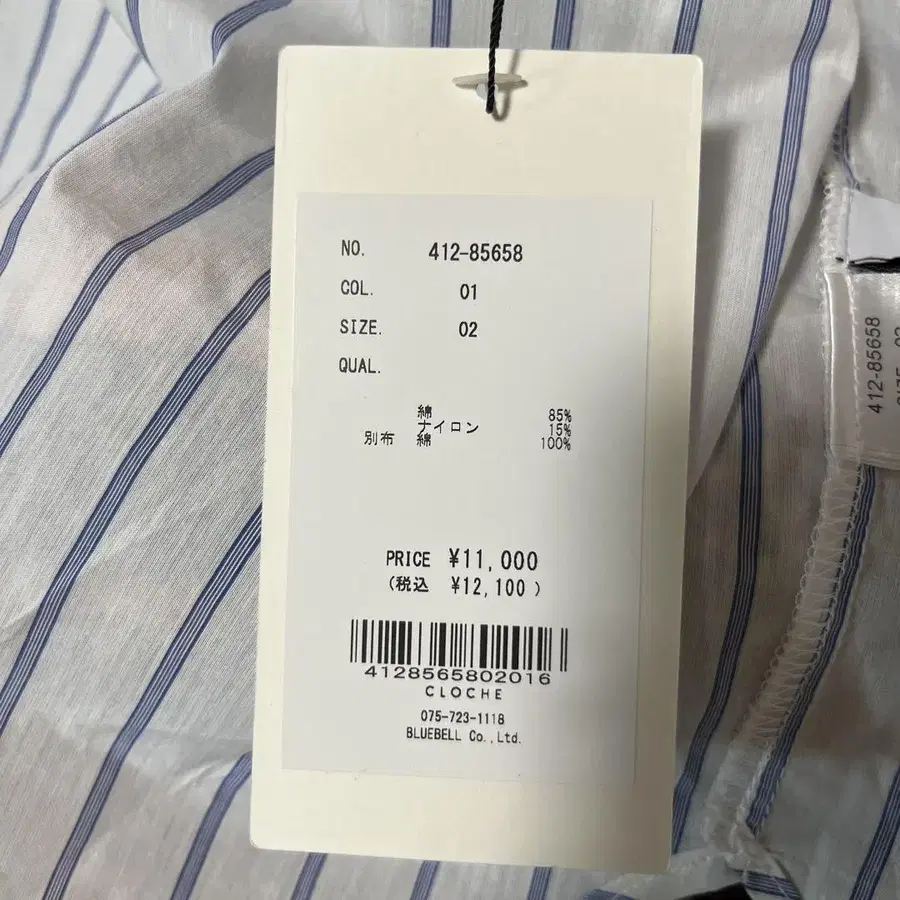 NO. 412-85658
COL. 01
SIZE. 02
QUAL.
綿 85%
ナイロン 15%
別布 綿 100%
PRICE ¥11,000
(税込 ¥12,100 )
4128565802016
CLOCHE
075-723-1118
BLUEBELL Co.,Ltd.
412-85658